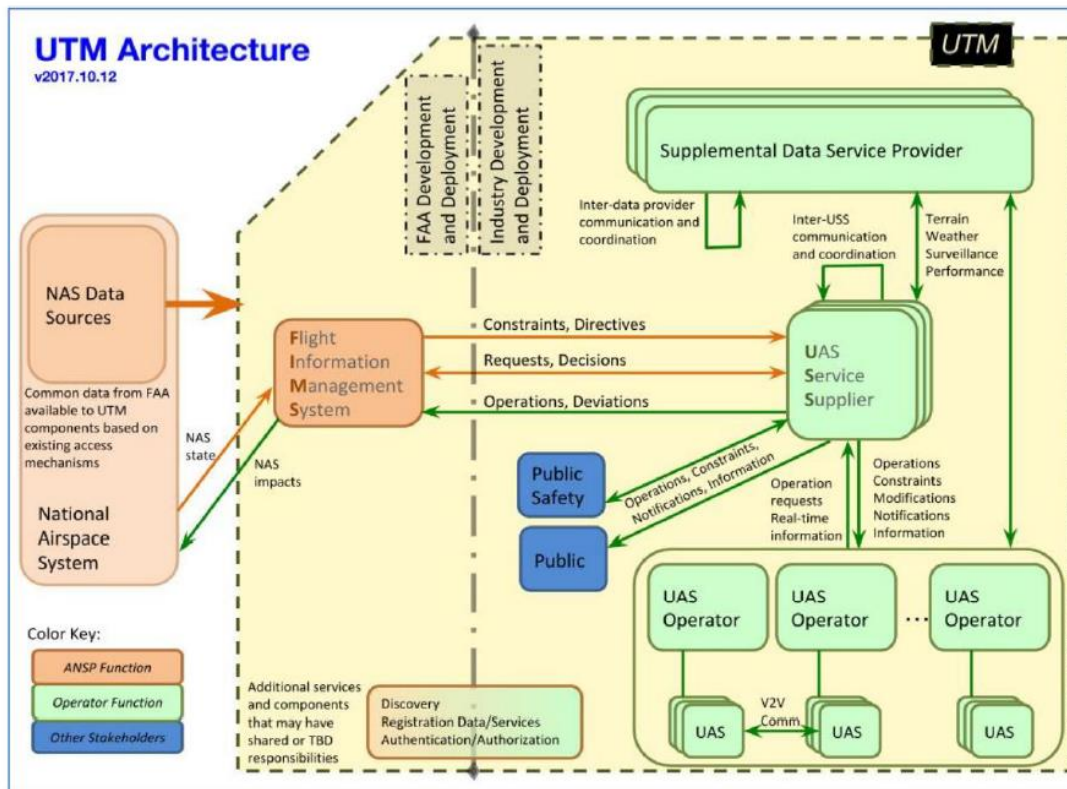 UTM Architecture
v2017.10.12
UTM
FAA Development
and Deployment
Industry Development
and Deployment
Supplemental Data Service Provider
Inter-data provider
communication and
coordination
Inter-USS
communication
and coordination
Terrain
Weather
Surveillance
Performance
NAS Data
Sources
Common data from FAA
available to UTM
components based on
existing access
mechanisms
National
Airspace
System
NAS
state
NAS
impacts
Flight
Information
Management
System
Constraints, Directives
Requests, Decisions
Operations, Deviations
UAS
Service
Supplier
Public
Safety
Public
Operations, Constraints,
Notifications, Information
Operation
requests
Real-time
information
Operations
Constraints
Modifications
Notifications
Information
UAS
Operator
UAS
Operator
...
UAS
Operator
UAS
V2V
Comm.
UAS
UAS
Color Key:
ANSP Function
Operator Function
Other Stakeholders
Additional services
and components
that may have
shared or TBD
responsibilities
Discovery
Registration Data/Services
Authentication/Authorization